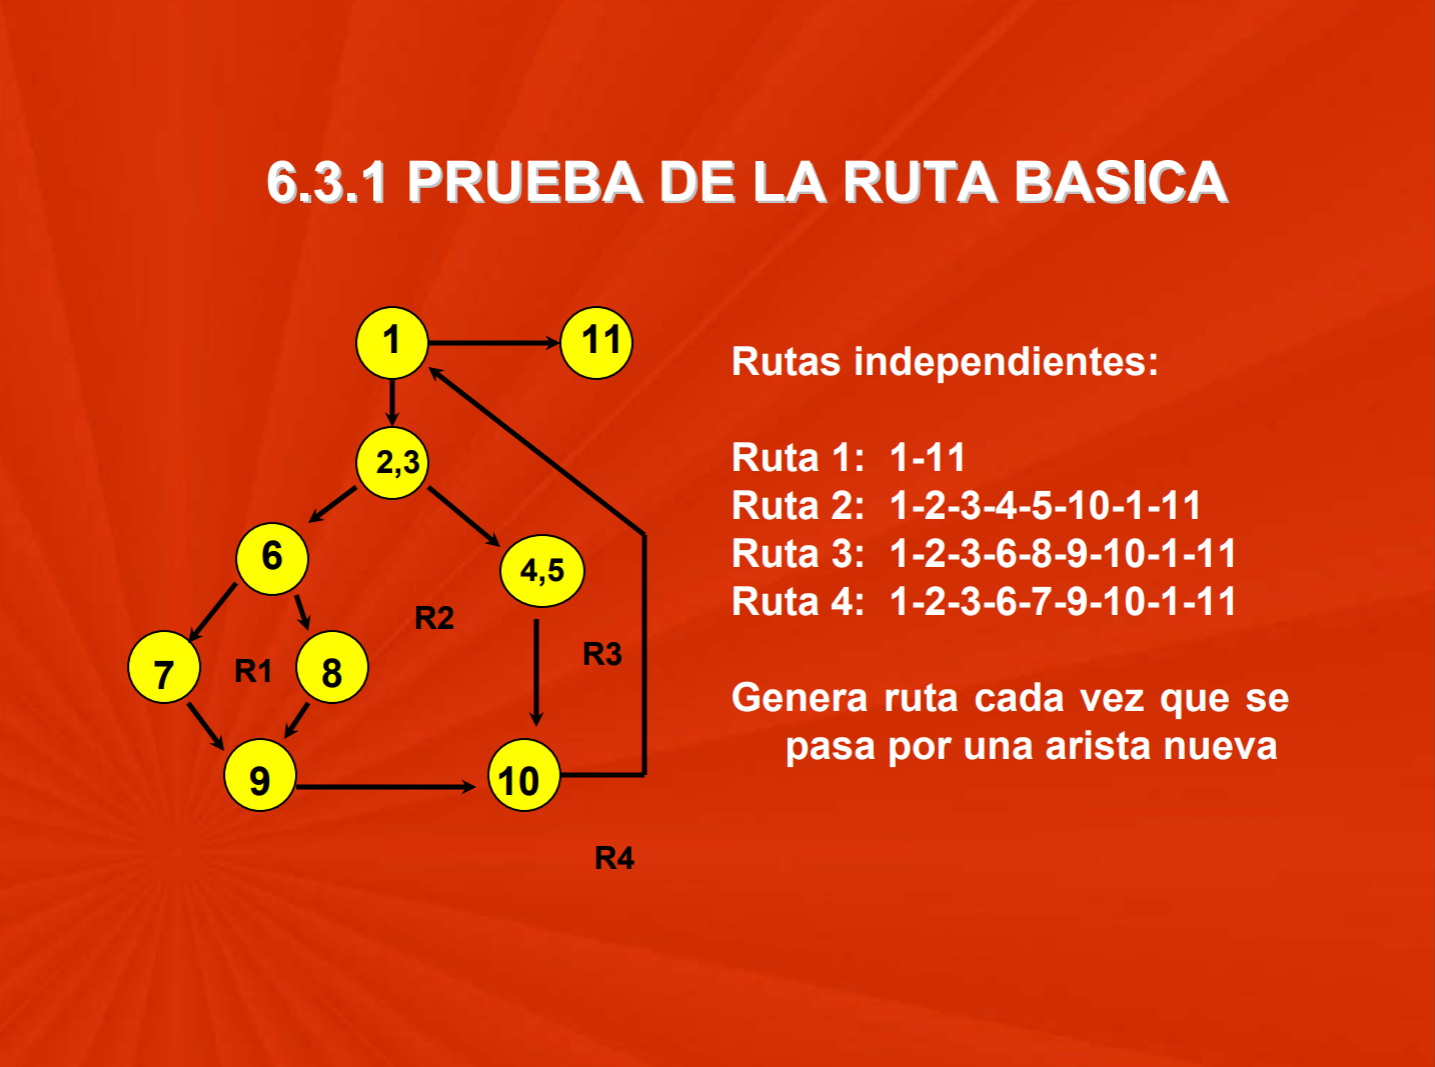 6.3.1 PRUEBA DE LA RUTA BASICA
1
11
2,3
6
4,5
R2
R3
7
R1
8
9
10
R4
Rutas independientes:
Ruta 1: 1-11
Ruta 2: 1-2-3-4-5-10-1-11
Ruta 3: 1-2-3-6-8-9-10-1-11
Ruta 4: 1-2-3-6-7-9-10-1-11
Genera ruta cada vez que se
pasa por una arista nueva